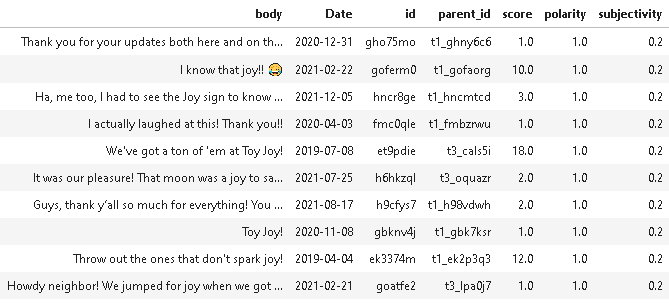 body Date id parent_id score polarity subjectivity
Thank you for your updates both here and on th... 2020-12-31 gho75mo t1_ghny6c6 1.0 1.0 0.2
I know that joy!! 😂 2021-02-22 goferm0 t1_gofaorg 10.0 1.0 0.2
Ha, me too, I had to see the Joy sign to know ... 2021-12-05 hncr8ge t1_hncmtcd 3.0 1.0 0.2
I actually laughed at this! Thank you!! 2020-04-03 fmc0qle t1_fmbzrwu 1.0 1.0 0.2
We've got a ton of 'em at Toy Joy! 2019-07-08 et9pdie t3_cals5i 18.0 1.0 0.2
It was our pleasure! That moon was a joy to sa... 2021-07-25 h6hkzql t3_oquazr 2.0 1.0 0.2
Guys, thank y'all so much for everything! You ... 2021-08-17 h9cfys7 t1_h98vdwh 2.0 1.0 0.2
Toy Joy! 2020-11-08 gbknv4j t1_gbk7ksr 1.0 1.0 0.2
Throw out the ones that don't spark joy! 2019-04-04 ek3374m t1_ek2p3q3 12.0 1.0 0.2
Howdy neighbor! We jumped for joy when we got ... 2021-02-21 goatfe2 t3_lpa0j7 1.0 1.0 0.2